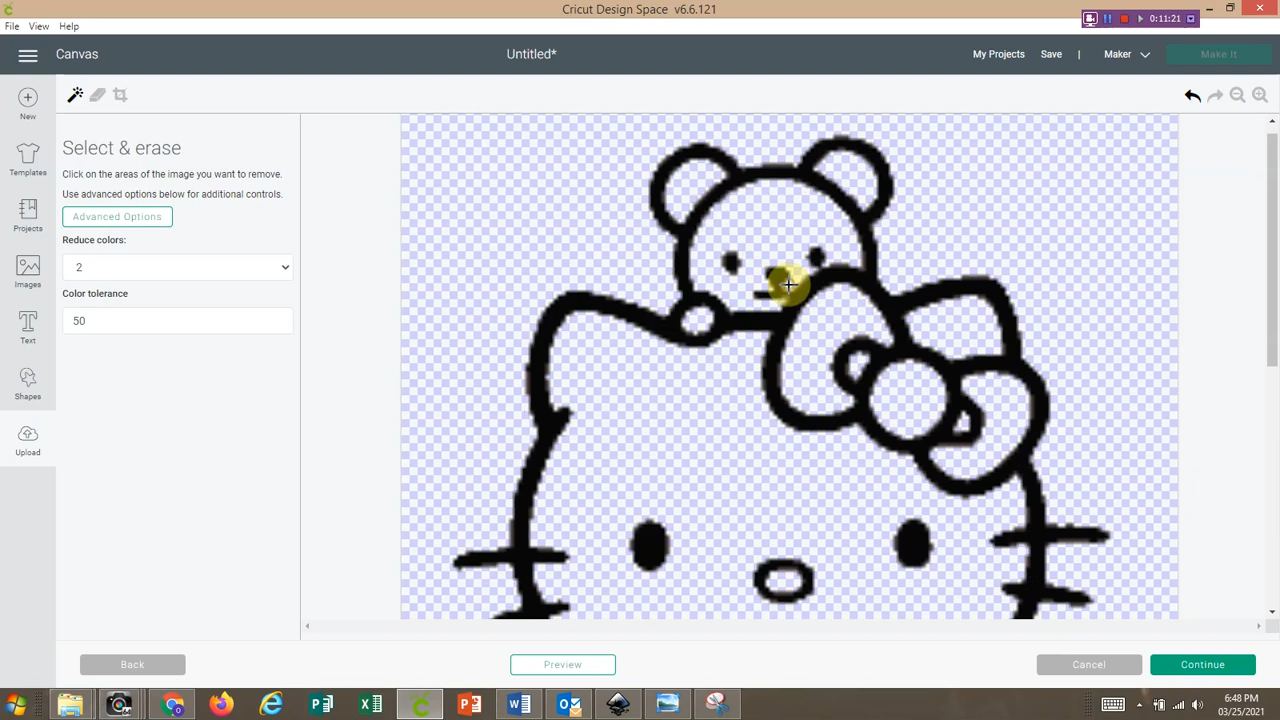 Cricut Design Space v6.6.121
0:11:21
File View Help
Canvas
Untitled*
My Projects Save | Maker Make It
New
Templates
Projects
Images
Text
Shapes
Upload
Select & erase
Click on the areas of the image you want to remove.
Use advanced options below for additional controls.
Advanced Options
Reduce colors:
2
Color tolerance
50
Back
Preview
Cancel
Continue
6:48 PM
03/25/2021